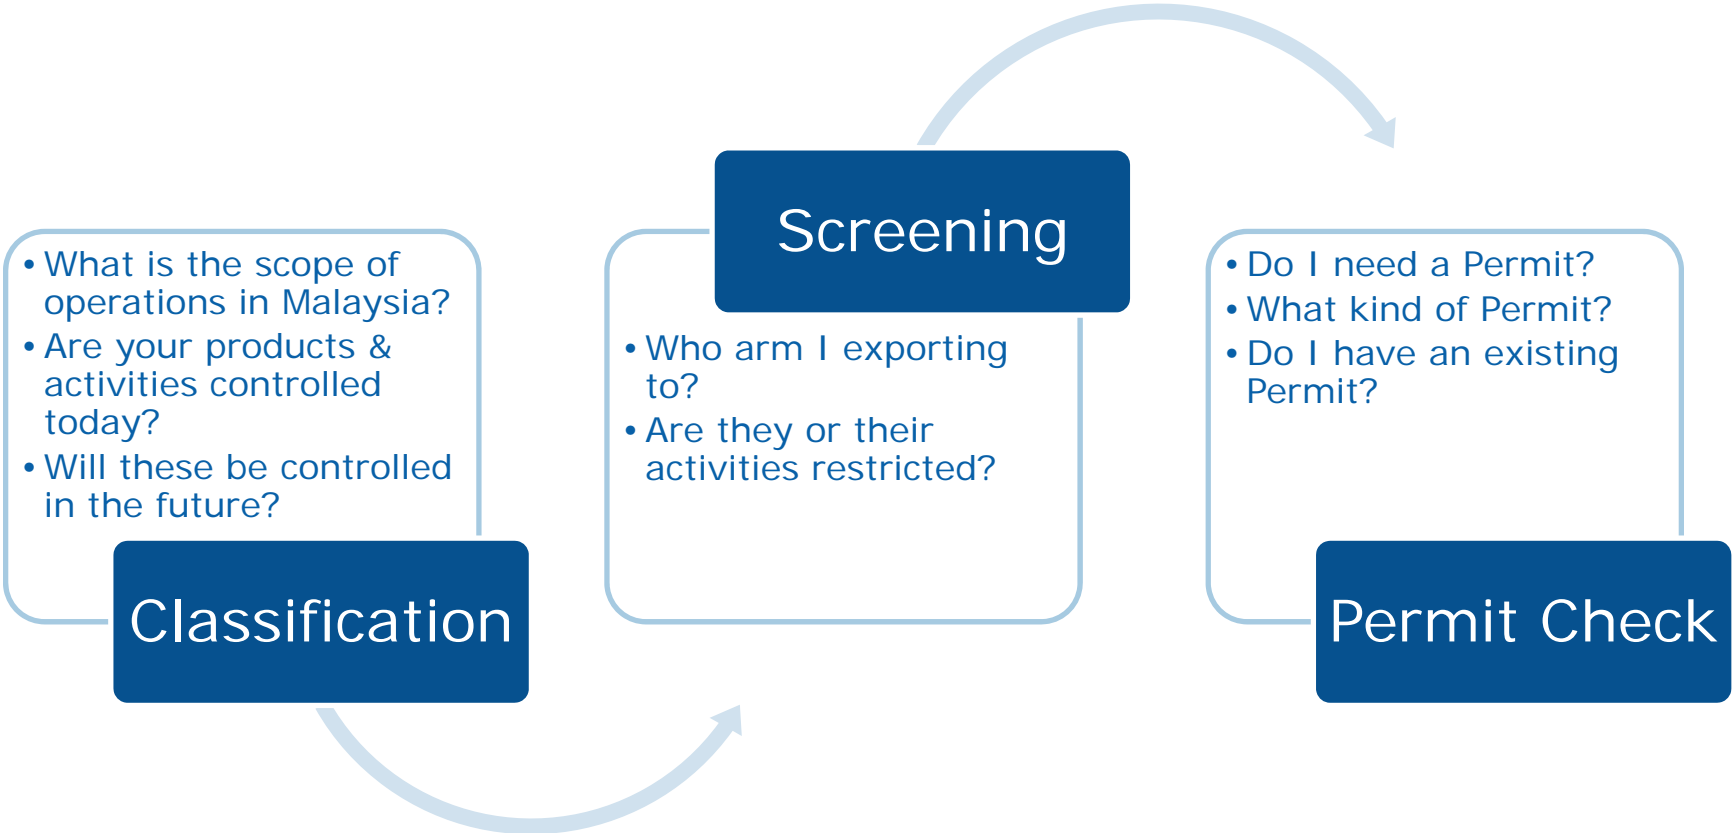 • What is the scope of
operations in Malaysia?
• Are your products &
activities controlled
today?
• Will these be controlled
in the future?
Classification
Screening
• Who arm I exporting
to?
• Are they or their
activities restricted?
• Do I need a Permit?
• What kind of Permit?
• Do I have an existing
Permit?
Permit Check